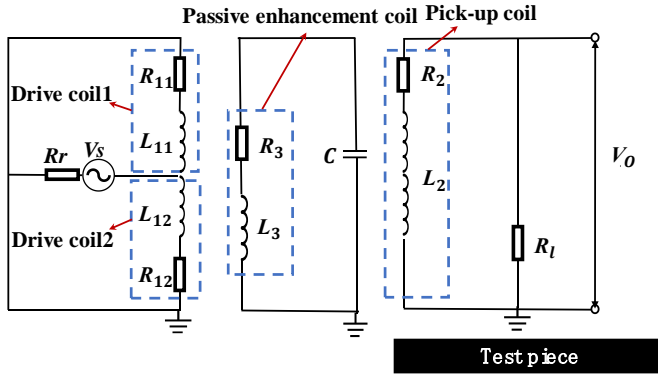 Passive enhancement coil
Pick-up coil
R11
Drive coil1
L11
Rr
Vs
L12
Drive coil2
R12
R3
C
L3
R2
L2
Rl
VO
Test piece